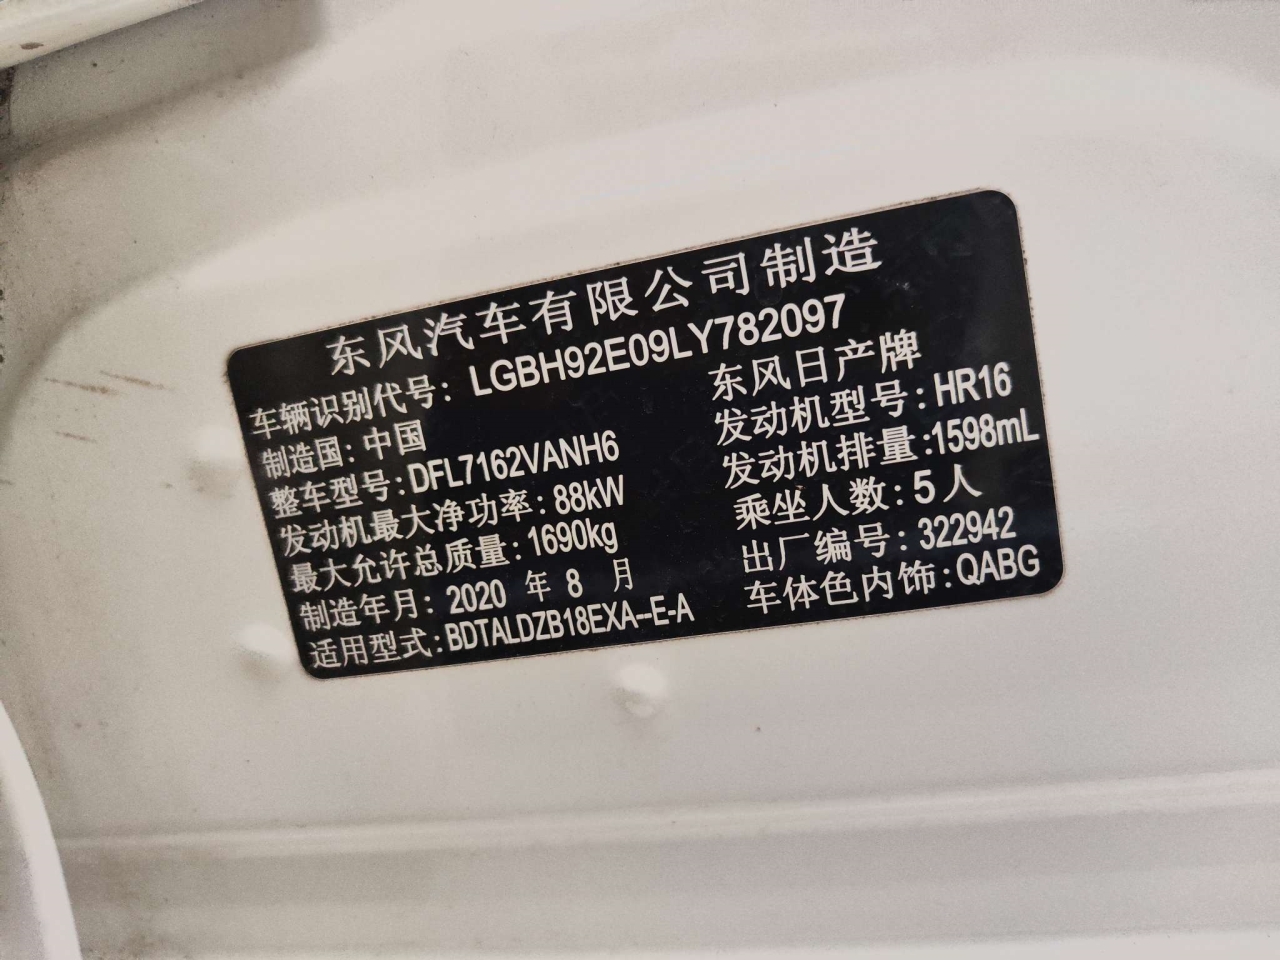 东风汽车有限公司制造
车辆识别代号: LGBH92E09LY782097
制造国: 中国 东风日产牌
整车型号: DFL7162VANH6 发动机型号: HR16
发动机最大净功率: 88kW 发动机排量: 1598mL
最大允许总质量: 1690kg 乘坐人数: 5人
制造年月: 2020 年 8 月 出厂编号: 322942
适用型式: BDTALDZB18EXA--E-A 车体色内饰: QABG